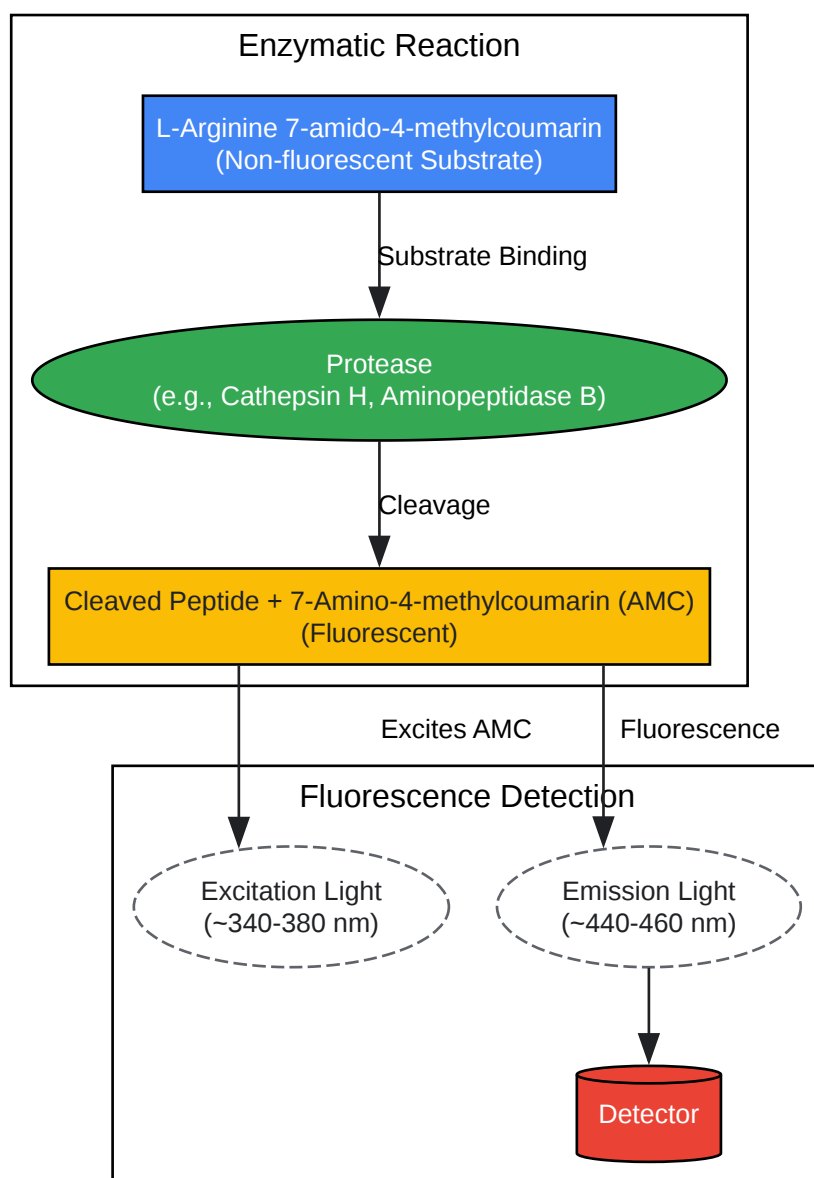 Enzymatic Reaction
L-Arginine 7-amido-4-methylcoumarin
(Non-fluorescent Substrate)
Substrate Binding
Protease
(e.g., Cathepsin H, Aminopeptidase B)
Cleavage
Cleaved Peptide + 7-Amino-4-methylcoumarin (AMC)
(Fluorescent)
Excites AMC
Fluorescence
Fluorescence Detection
Excitation Light
(~340-380 nm)
Emission Light
(~440-460 nm)
Detector